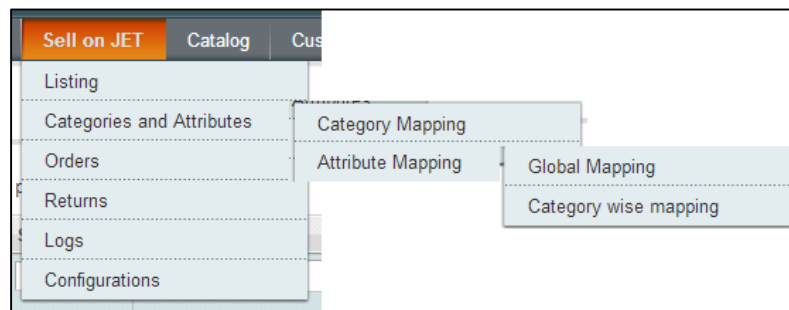 Sell on JET Catalog Cus
Listing
Categories and Attributes
Category Mapping
Orders
Attribute Mapping
Global Mapping
Returns
Category wise mapping
Logs
Configurations